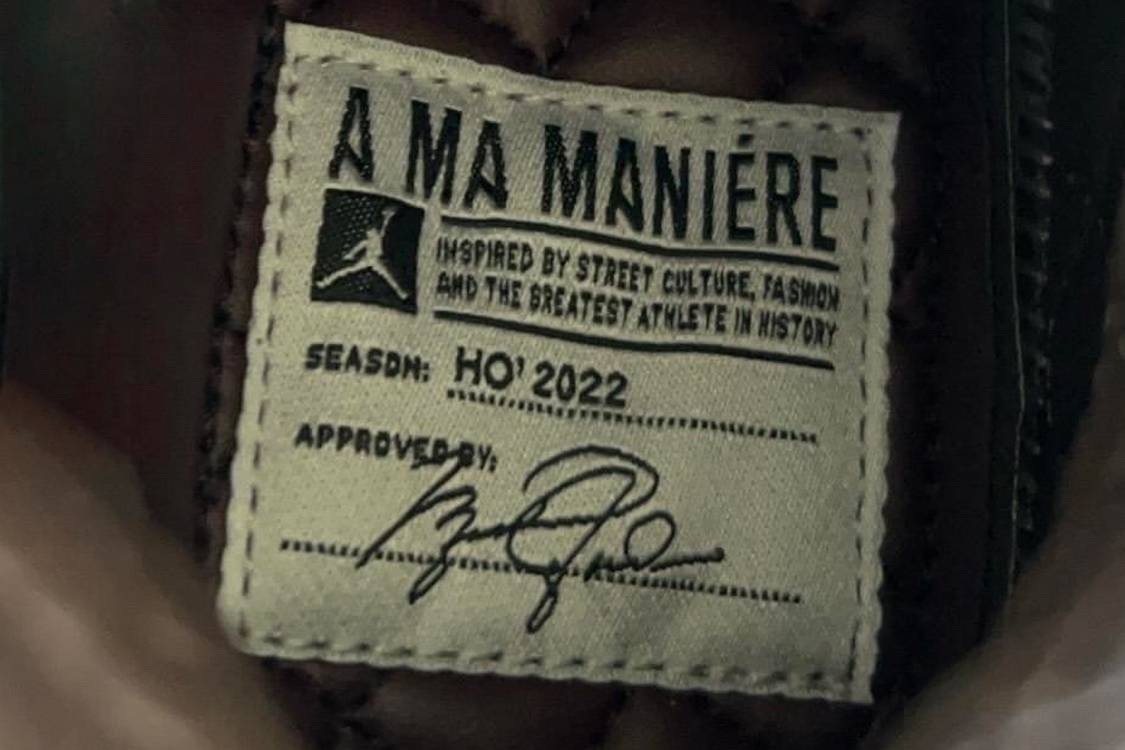 A MA MANIÉRE
INSPIRED BY STREET CULTURE, FASHION
AND THE GREATEST ATHLETE IN HISTORY
SEASON: HO' 2022
APPROVED BY: